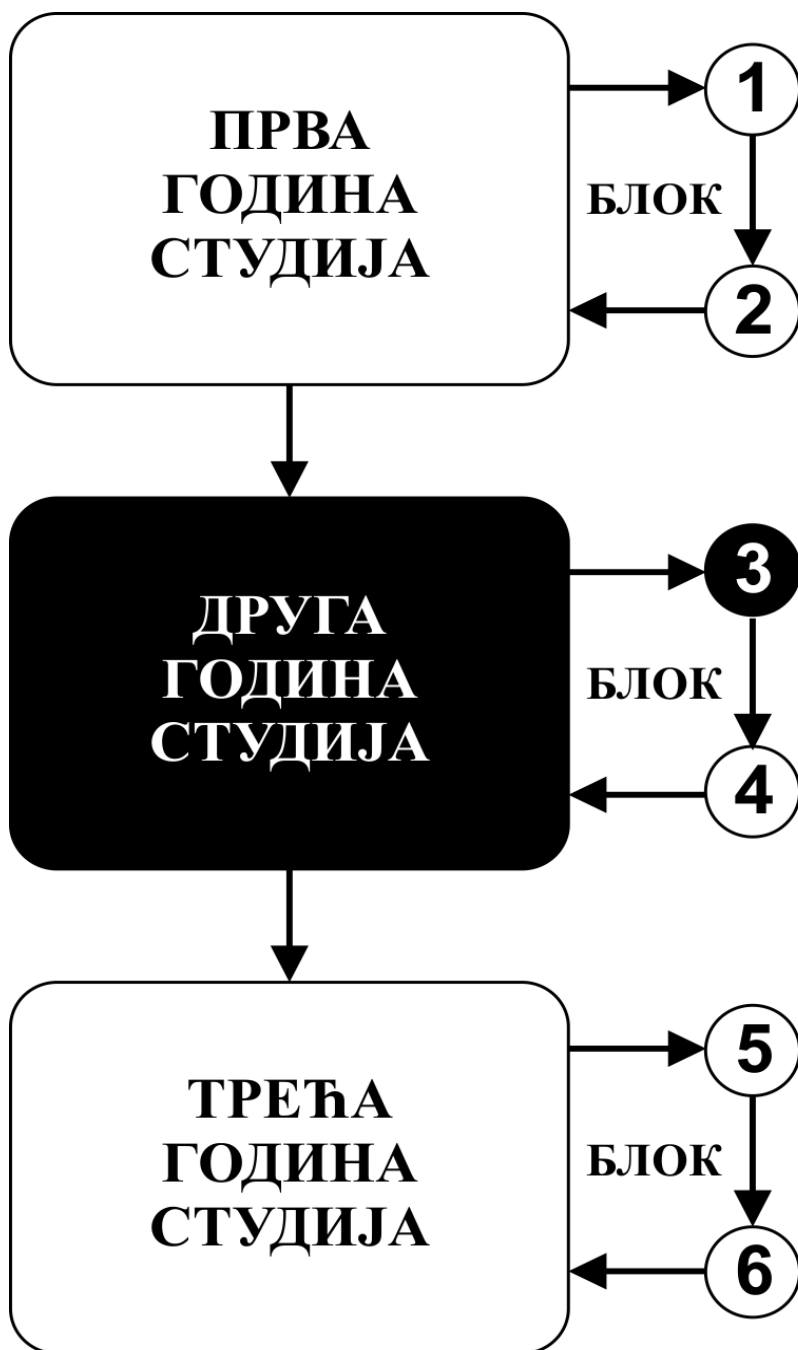 ПРВА
ГОДИНА
СТУДИЈА
1
БЛОК
2
ДРУГА
ГОДИНА
СТУДИЈА
3
БЛОК
4
ТРЕЋА
ГОДИНА
СТУДИЈА
5
БЛОК
6